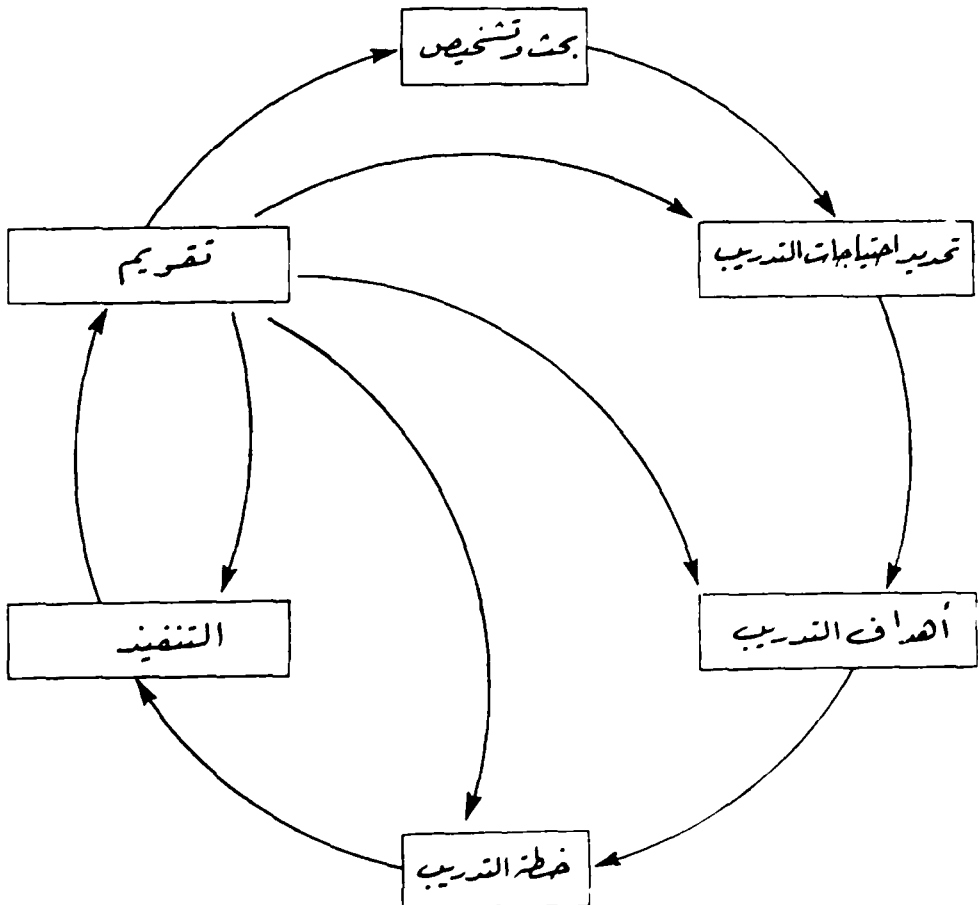 بحث وتشخيص
تحديد احتياجات التدريب
تقويم
أهداف التدريب
التنفيذ
خطة التدريب